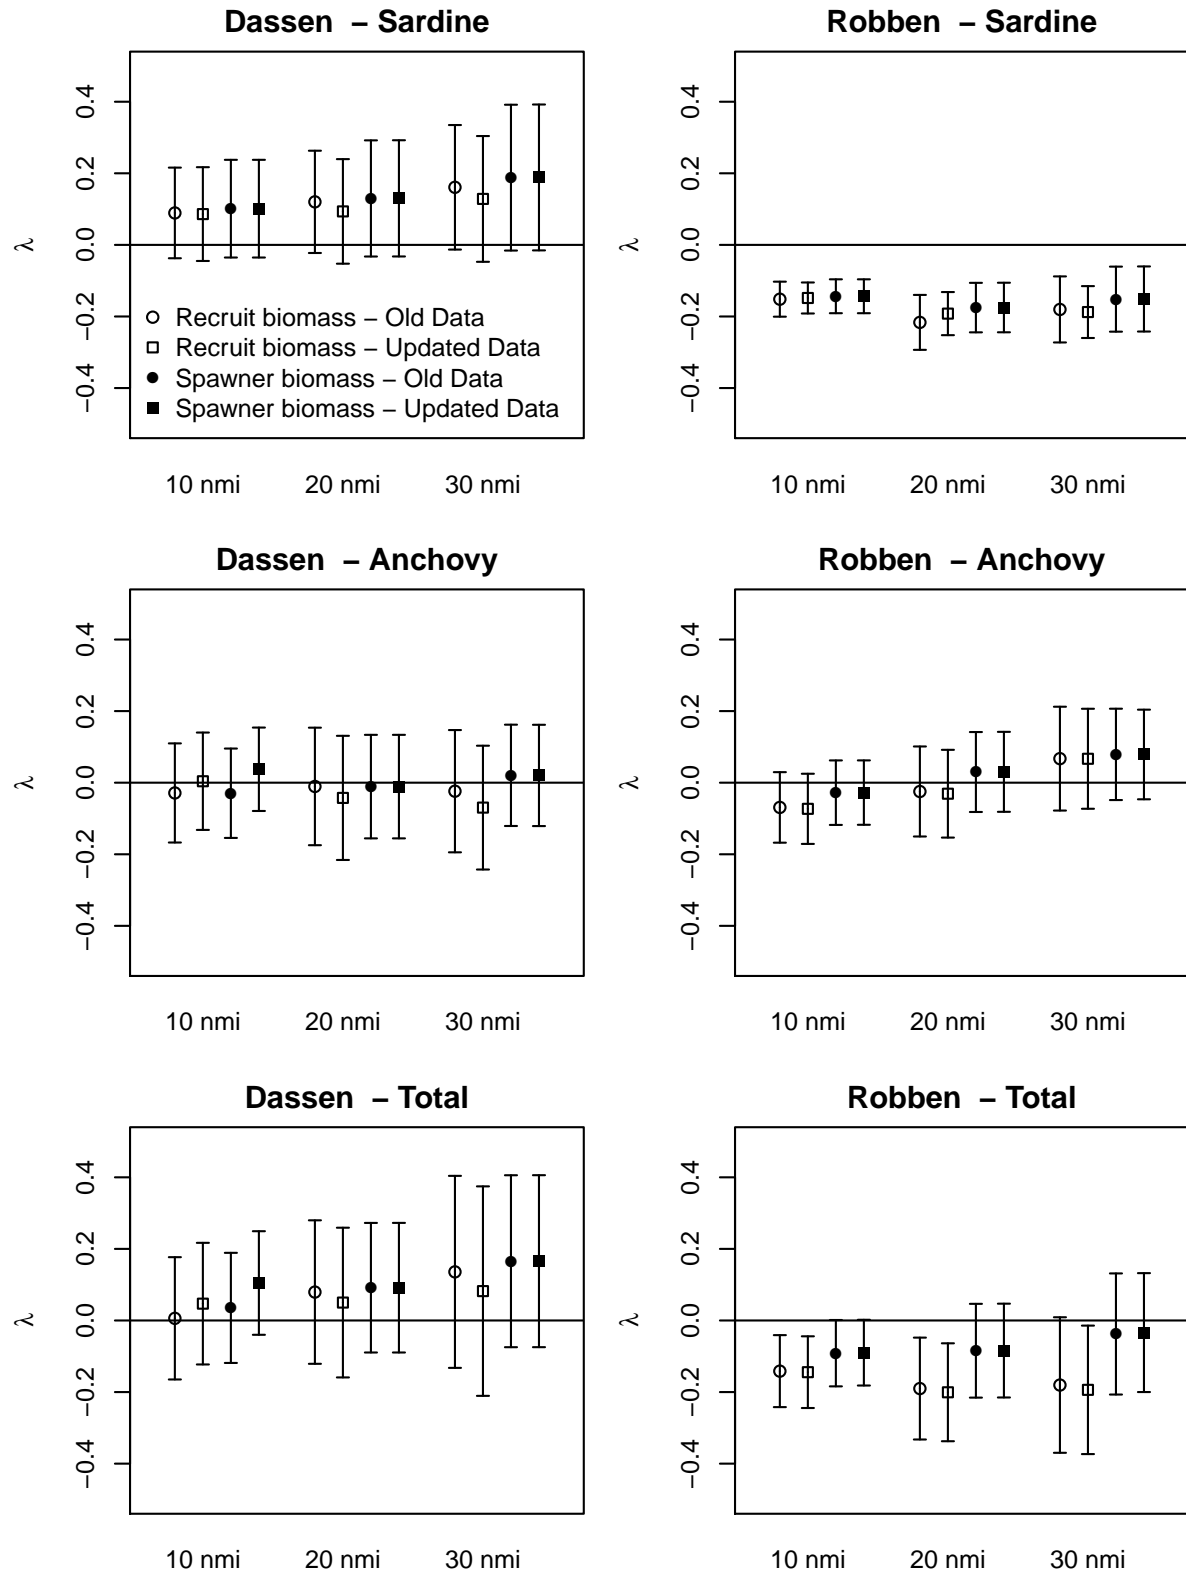 Dassen – Sardine
λ
0.4
0.2
0.0
−0.2
−0.4
Recruit biomass – Old Data
Recruit biomass – Updated Data
Spawner biomass – Old Data
Spawner biomass – Updated Data
10 nmi 20 nmi 30 nmi
Robben – Sardine
λ
0.4
0.2
0.0
−0.2
−0.4
10 nmi 20 nmi 30 nmi
Dassen – Anchovy
λ
0.4
0.2
0.0
−0.2
−0.4
10 nmi 20 nmi 30 nmi
Robben – Anchovy
λ
0.4
0.2
0.0
−0.2
−0.4
10 nmi 20 nmi 30 nmi
Dassen – Total
λ
0.4
0.2
0.0
−0.2
−0.4
10 nmi 20 nmi 30 nmi
Robben – Total
λ
0.4
0.2
0.0
−0.2
−0.4
10 nmi 20 nmi 30 nmi